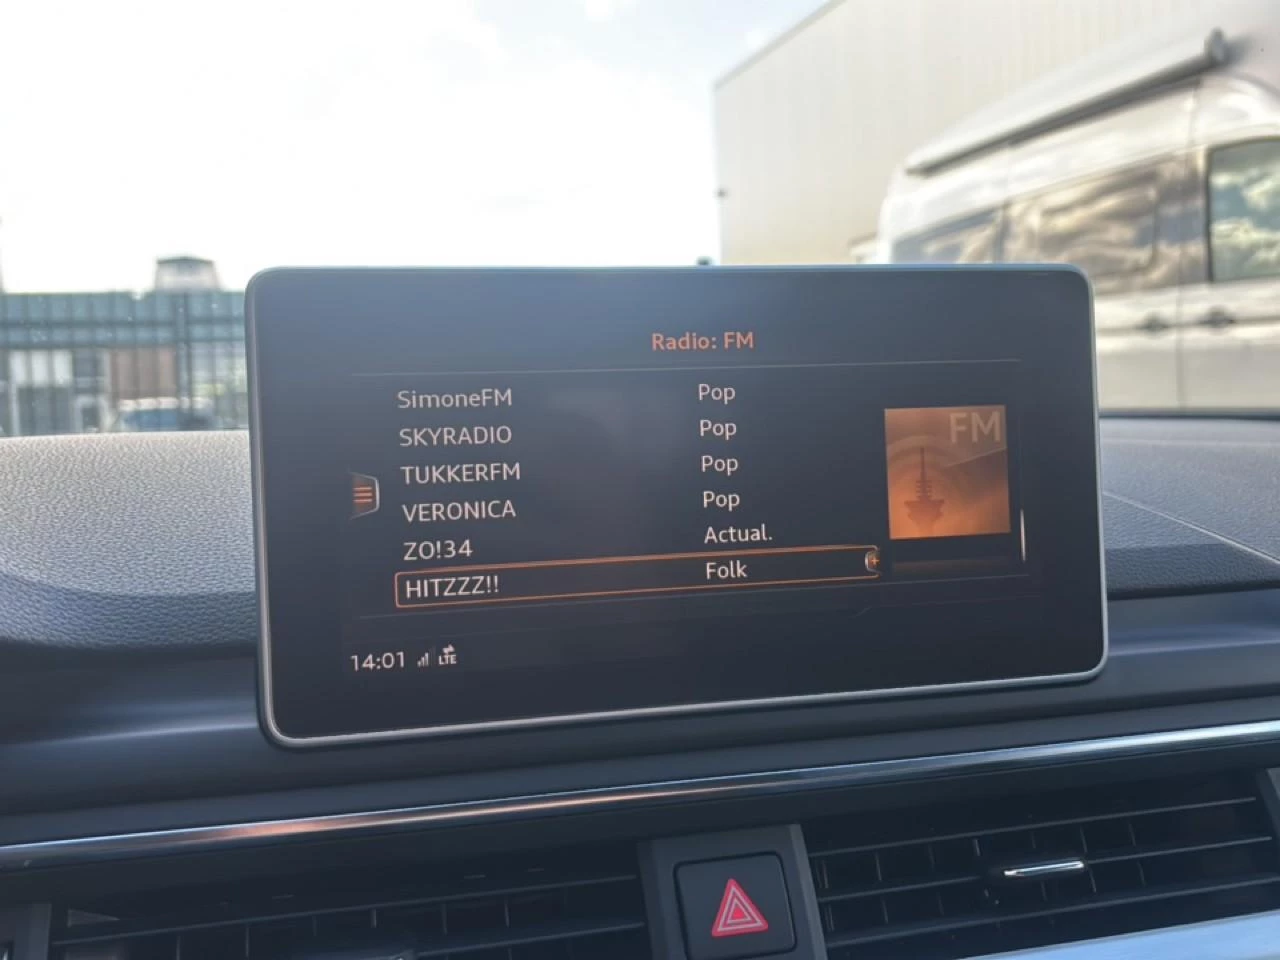 Radio: FM
SimoneFM Pop
SKYRADIO Pop
TUKKERFM Pop
VERONICA Pop
ZO!34 Actual.
HITZZZ!! Folk
FM
14:01 LTE